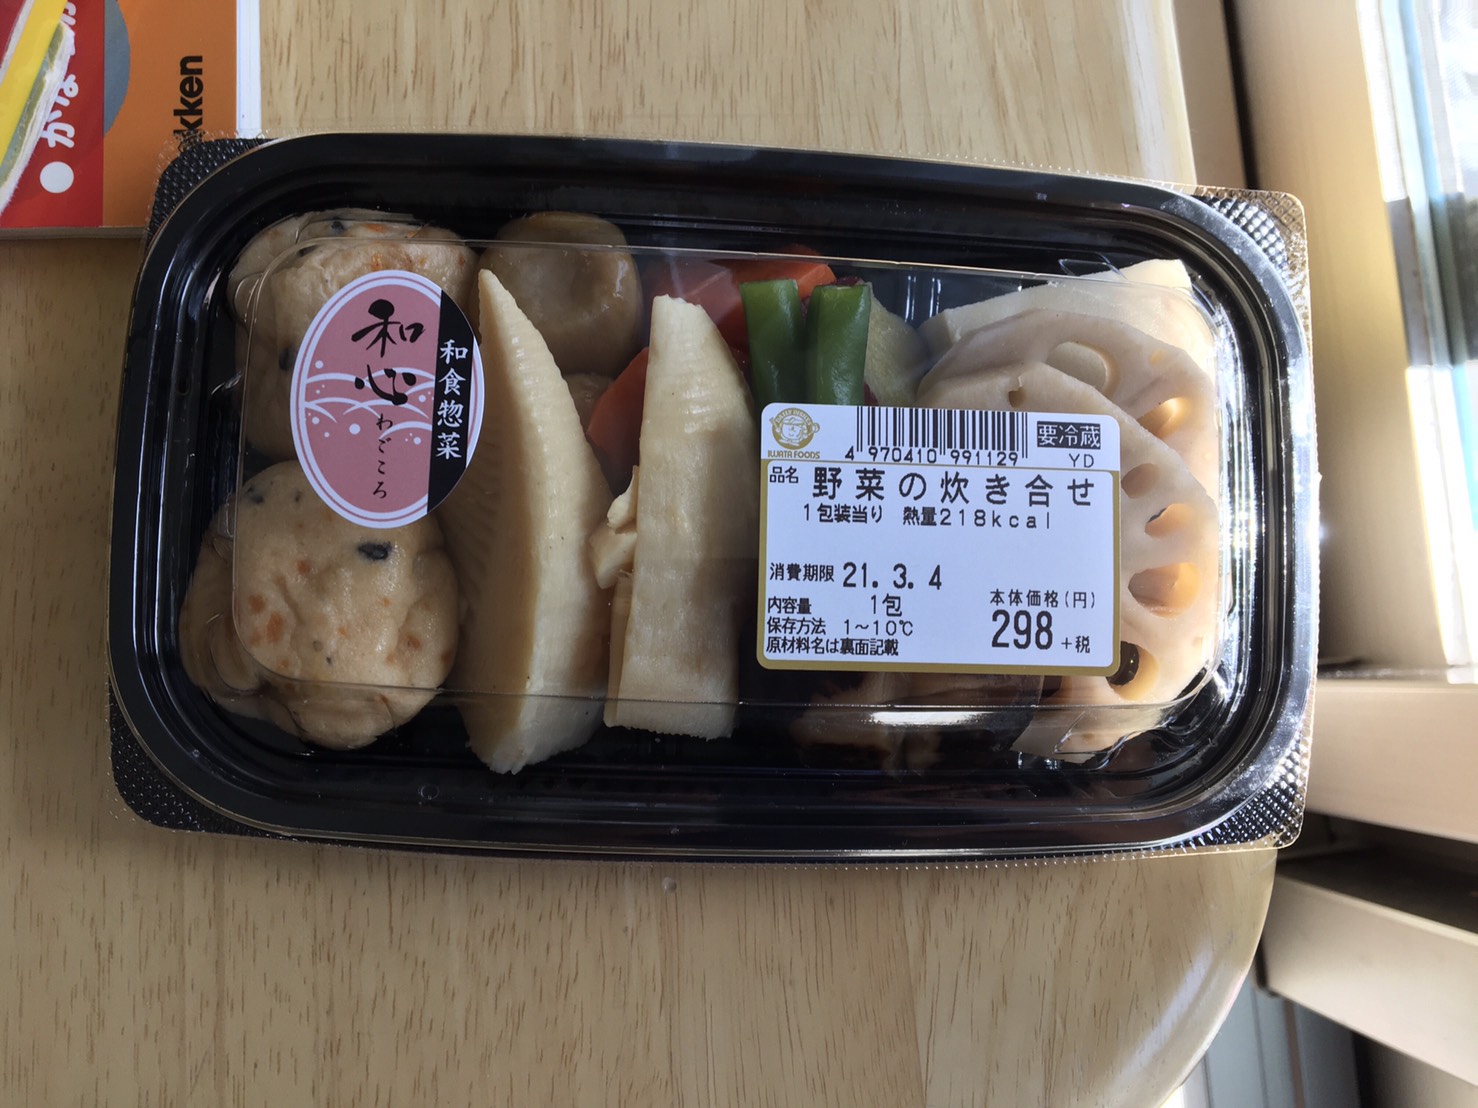 かな
kken
和心
わごころ
和食惣菜
IWATA FOODS
4 970410 991129
要冷蔵
YD
品名 野菜の炊き合せ
1包装当り 熱量218kcal
消費期限 21.3.4
内容量 1包
本体価格(円)
保存方法 1~10℃
298 +税
原材料名は裏面記載